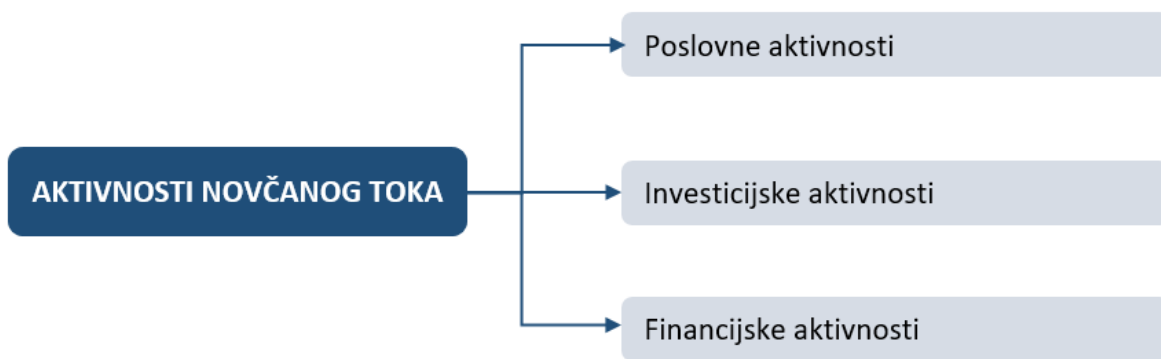 Poslovne aktivnosti
AKTIVNOSTI NOVČANOG TOKA
Investicijske aktivnosti
Financijske aktivnosti